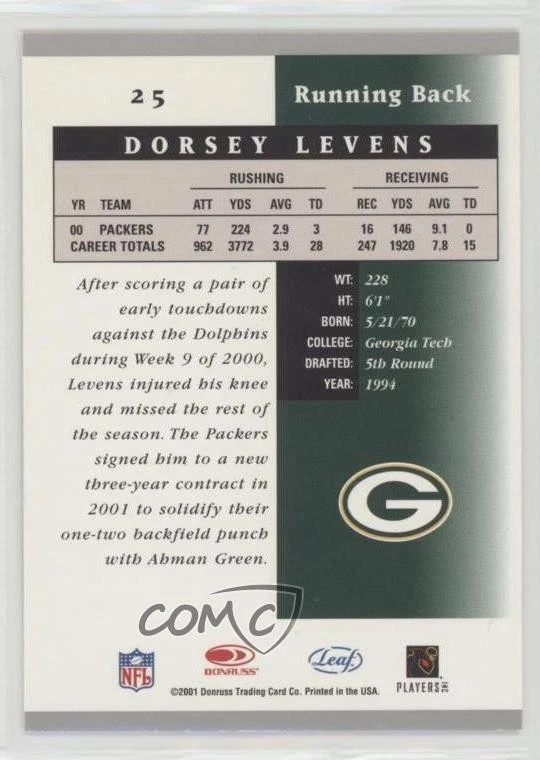 25 Running Back
DORSEY LEVENS
RUSHING RECEIVING
YR TEAM ATT YDS AVG TD REC YDS AVG TD
00 PACKERS 77 224 2.9 3 16 146 9.1 0
CAREER TOTALS 962 3772 3.9 28 247 1920 7.8 15
After scoring a pair of
early touchdowns
against the Dolphins
during Week 9 of 2000,
Levens injured his knee
and missed the rest of
the season. The Packers
signed him to a new
three-year contract in
2001 to solidify their
one-two backfield punch
with Ahman Green.
WT: 228
HT: 6'1"
BORN: 5/21/70
COLLEGE: Georgia Tech
DRAFTED: 5th Round
YEAR: 1994
G
COMC
NFL
DONRUSS
Leaf
PLAYERS INC
©2001 Donruss Trading Card Co. Printed in the USA.